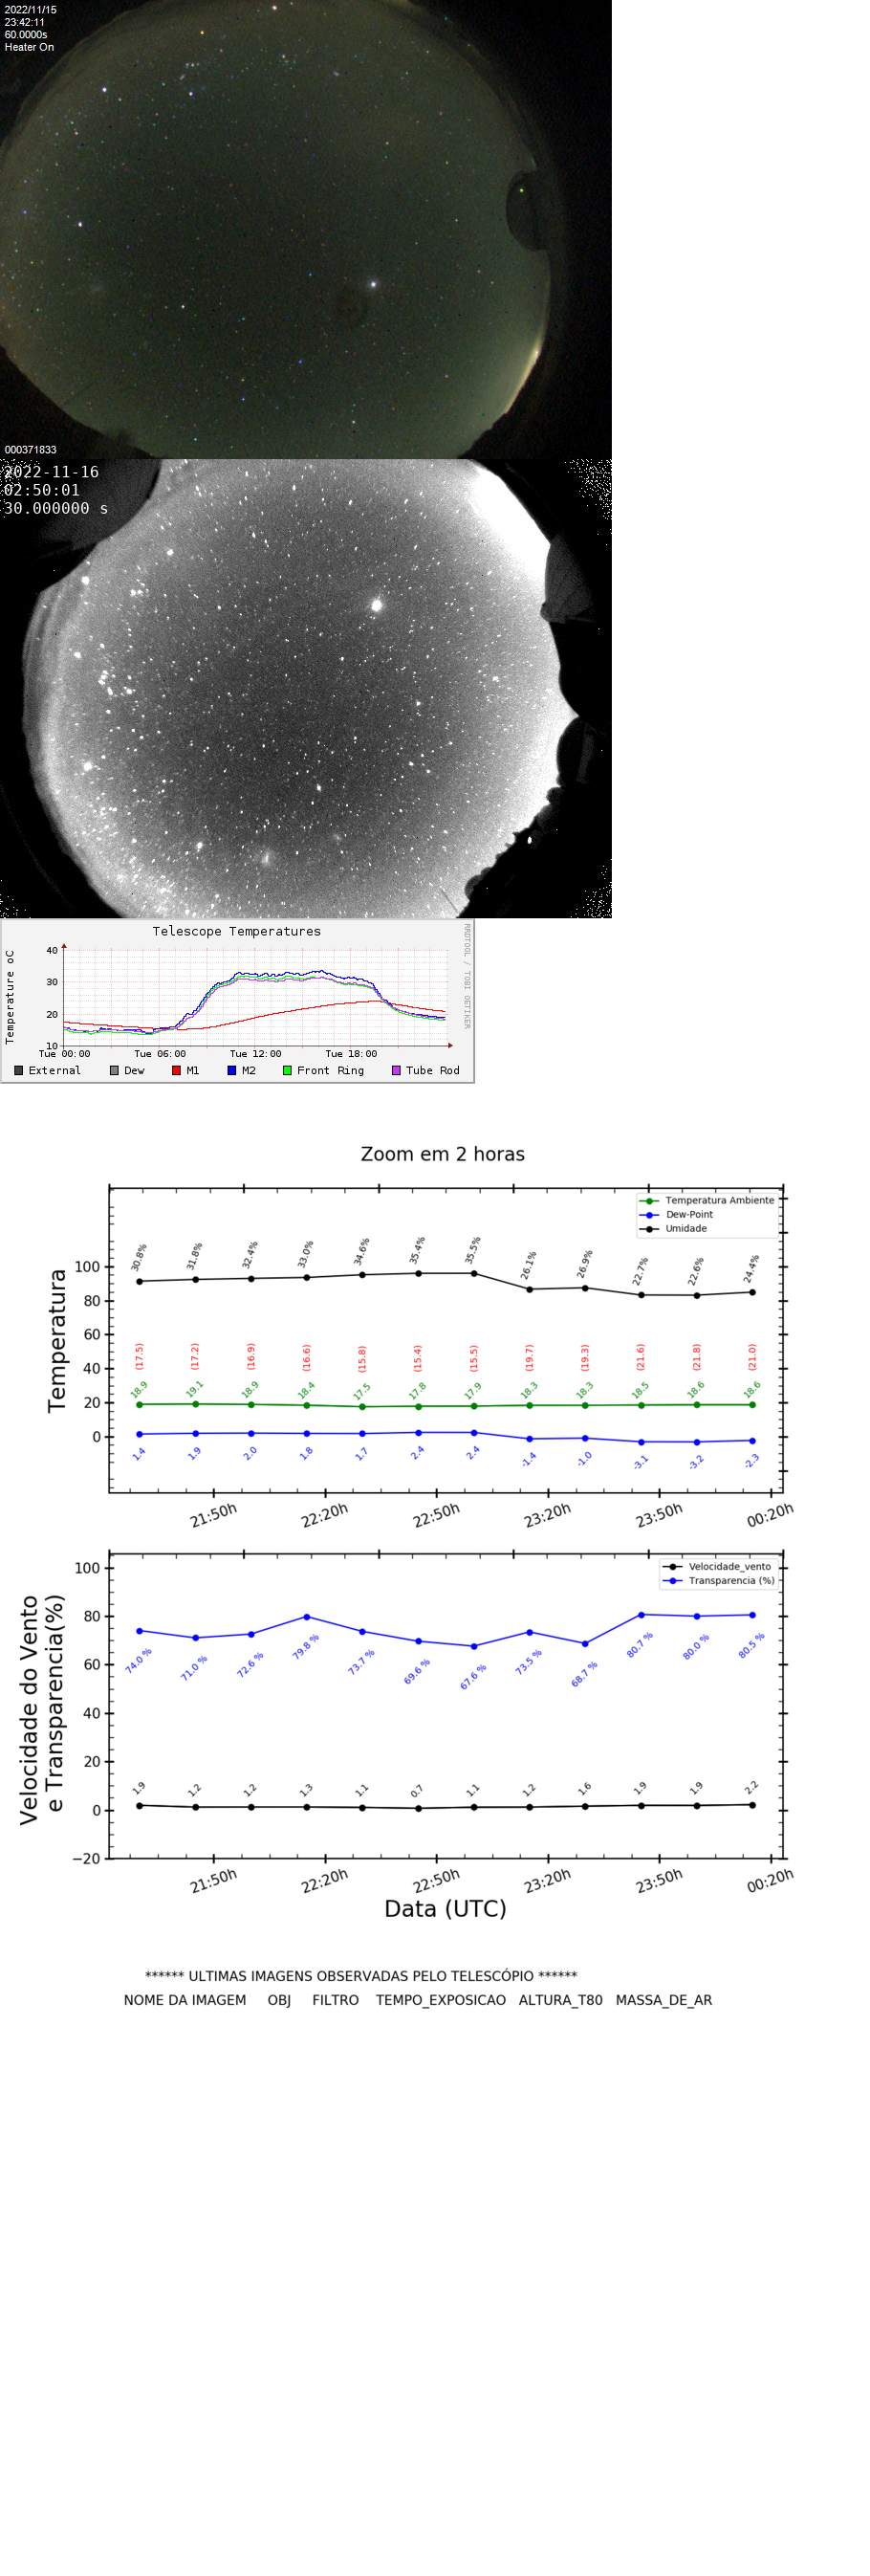 2022/11/15
23:42:11
60.0000s
Heater On
000371833
2022-11-16
02:50:01
30.000000 s
Telescope Temperatures
RRDTOOL / TOBI OETIKER
Temperature oC
40
30
20
10
Tue 00:00 Tue 06:00 Tue 12:00 Tue 18:00
External Dew M1 M2 Front Ring Tube Rod
Zoom em 2 horas
Temperatura Ambiente
Dew-Point
Umidade
Temperatura
100
80
60
40
20
0
30.8% 31.8% 32.4% 33.0% 34.6% 35.4% 35.5% 26.1% 26.9% 22.7% 22.6% 24.4%
(17.5) (17.2) (16.9) (16.6) (15.8) (15.4) (15.5) (19.7) (19.3) (21.6) (21.8) (21.0)
18.9 19.1 18.9 18.4 17.5 17.8 17.9 18.3 18.3 18.5 18.6 18.6
1.4 1.9 2.0 1.8 1.7 2.4 2.4 -1.4 -1.0 -3.1 -3.2 -2.3
21:50h 22:20h 22:50h 23:20h 23:50h 00:20h
Velocidade_vento
Transparencia (%)
Velocidade do Vento
e Transparencia(%)
100
80
60
40
20
0
−20
74.0 % 71.0 % 72.6 % 79.8 % 73.7 % 69.6 % 67.6 % 73.5 % 68.7 % 80.7 % 80.0 % 80.5 %
1.9 1.2 1.2 1.3 1.1 0.7 1.1 1.2 1.6 1.9 1.9 2.2
21:50h 22:20h 22:50h 23:20h 23:50h 00:20h
Data (UTC)
****** ULTIMAS IMAGENS OBSERVADAS PELO TELESCÓPIO ******
NOME DA IMAGEM OBJ FILTRO TEMPO_EXPOSICAO ALTURA_T80 MASSA_DE_AR